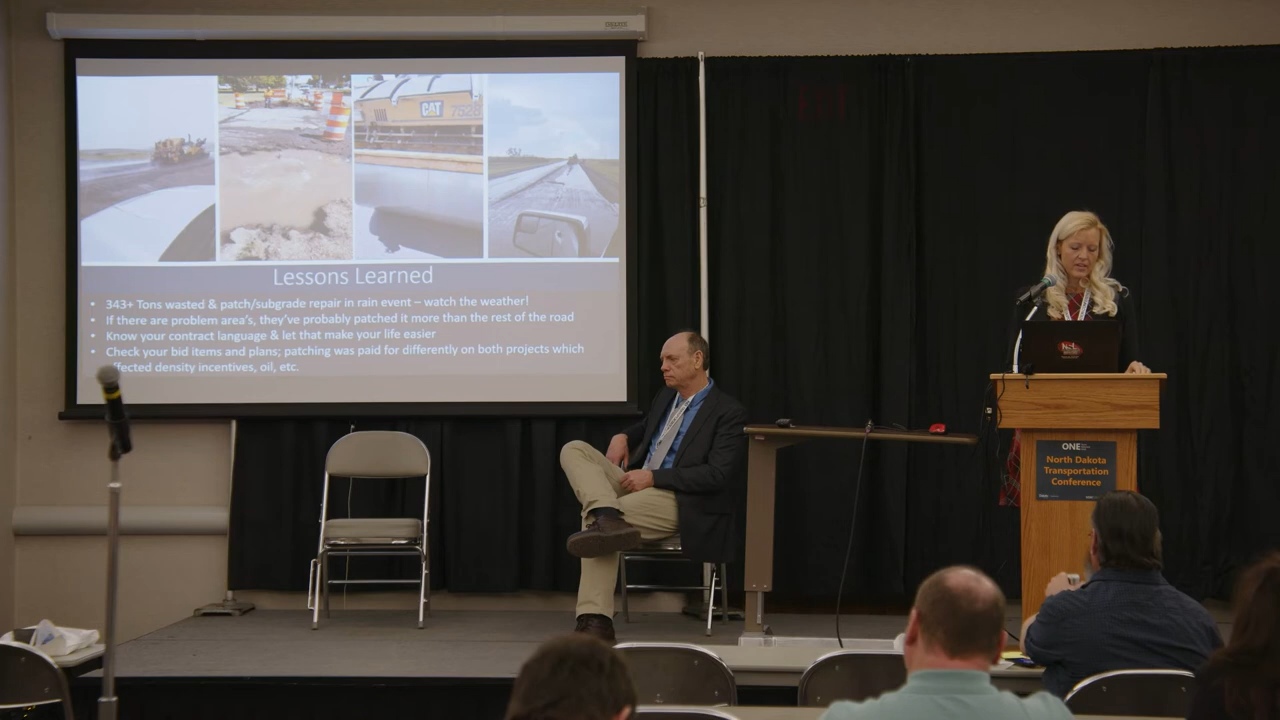 CAT 7528
Lessons Learned
• 343+ Tons wasted & patch/subgrade repair in rain event – watch the weather!
• If there are problem area's, they've probably patched it more than the rest of the road
• Know your contract language & let that make your life easier
• Check your bid items and plans; patching was paid for differently on both projects which
ffected density incentives, oil, etc.
ONE
North Dakota
Transportation
Conference